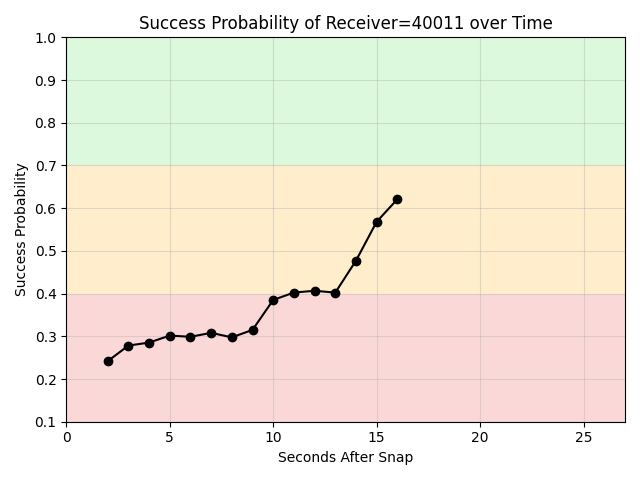 Success Probability of Receiver=40011 over Time
1.0
0.9
0.8
0.7
0.6
0.5
0.4
0.3
0.2
0.1
Success Probability
0 5 10 15 20 25
Seconds After Snap